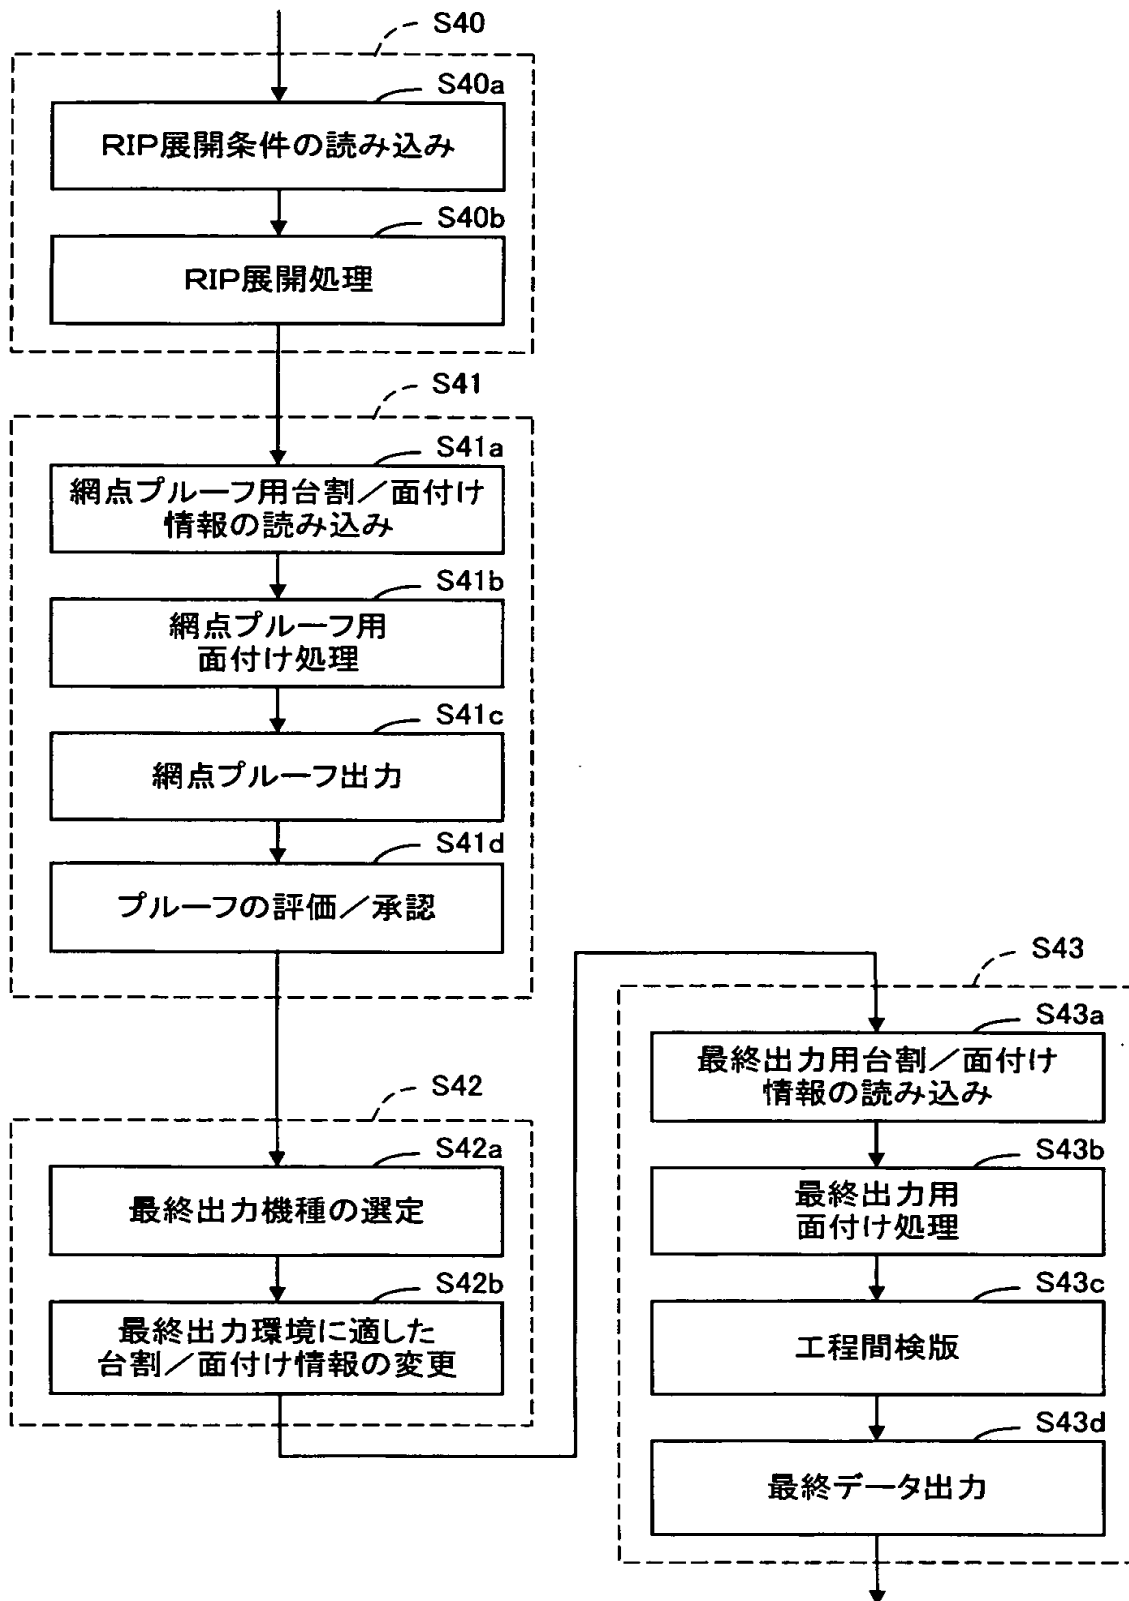 S40
S40a
RIP展開条件の読み込み
S40b
RIP展開処理
S41
S41a
網点プルーフ用台割／面付け
情報の読み込み
S41b
網点プルーフ用
面付け処理
S41c
網点プルーフ出力
S41d
プルーフの評価／承認
S42
S42a
最終出力機種の選定
S42b
最終出力環境に適した
台割／面付け情報の変更
S43
S43a
最終出力用台割／面付け
情報の読み込み
S43b
最終出力用
面付け処理
S43c
工程間検版
S43d
最終データ出力